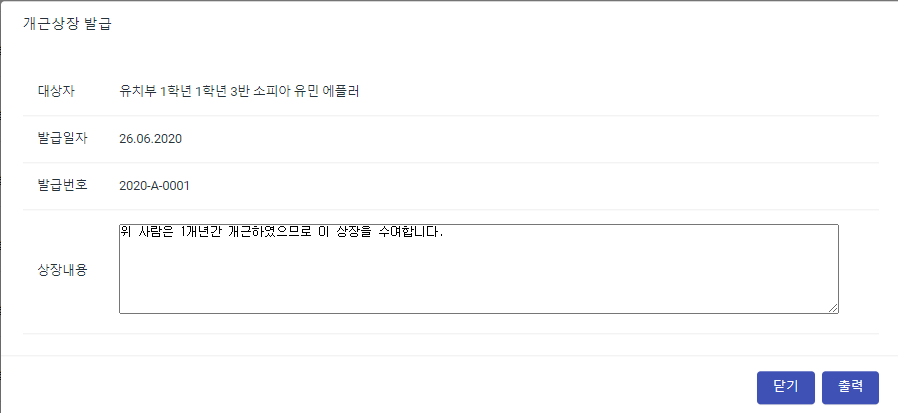 개근상장 발급
대상자 유치부 1학년 1학년 3반 소피아 유민 에플러
발급일자 26.06.2020
발급번호 2020-A-0001
상장내용 위 사람은 1개년간 개근하였으므로 이 상장을 수여합니다.
닫기 출력